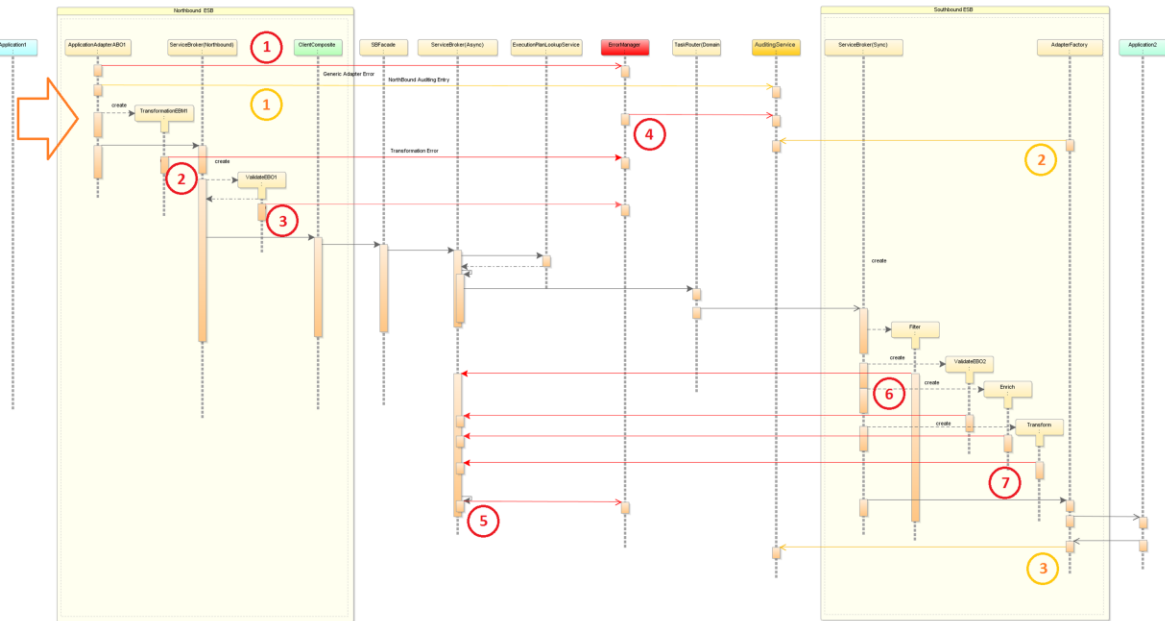 Northbound ESB
Southbound ESB
Application1
ApplicationAdapterABO1
ServiceBroker(Northbound)
1
ClientComposite
SBFacade
ServiceBroker(Async)
ExecutionPlanLookupService
ErrorManager
TaskRouter(Domain
AuditingService
ServiceBroker(Sync)
AdapterFactory
Application2
Generic Adapter Error
NorthBound Auditing Entry
create
1
TransformationEBM1
4
Transformation Error
2
2
create
ValidateEBO1
3
create
Filter
create
ValidateEBO2
create
Enrich
6
create
Transform
7
5
3